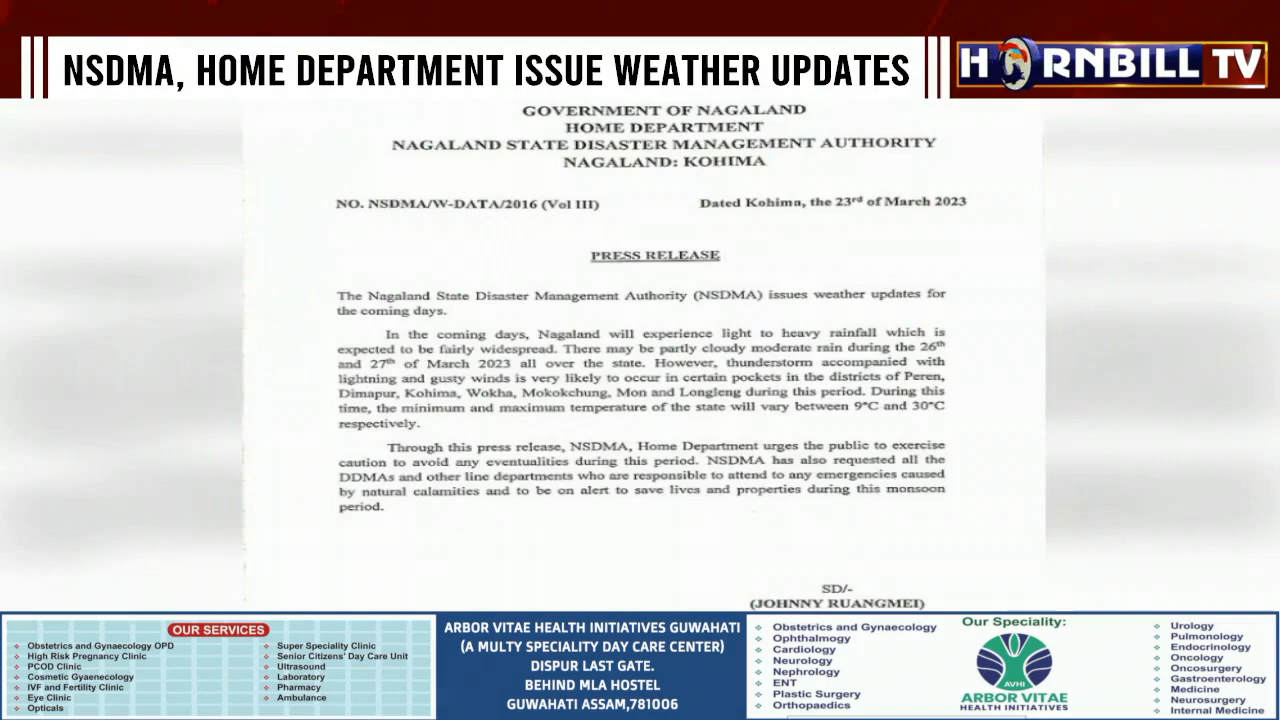 NSDMA, HOME DEPARTMENT ISSUE WEATHER UPDATES
HORNBILL TV
GOVERNMENT OF NAGALAND
HOME DEPARTMENT
NAGALAND STATE DISASTER MANAGEMENT AUTHORITY
NAGALAND: KOHIMA
NO. NSDMA/W-DATA/2016 (Vol III)
Dated Kohima, the 23rd of March 2023
PRESS RELEASE
The Nagaland State Disaster Management Authority (NSDMA) issues weather updates for
the coming days.
In the coming days, Nagaland will experience light to heavy rainfall which is
expected to be fairly widespread. There may be partly cloudy moderate rain during the 26th
and 27th of March 2023 all over the state. However, thunderstorm accompanied with
lightning and gusty winds is very likely to occur in certain pockets in the districts of Peren,
Dimapur, Kohima, Wokha, Mokokchung, Mon and Longleng during this period. During this
time, the minimum and maximum temperature of the state will vary between 9°C and 30°C
respectively.
Through this press release, NSDMA, Home Department urges the public to exercise
caution to avoid any eventualities during this period. NSDMA has also requested all the
DDMAs and other line departments who are responsible to attend to any emergencies caused
by natural calamities and to be on alert to save lives and properties during this monsoon
period.
SD/-
(JOHNNY RUANGMEI)
OUR SERVICES
Obstetrics and Gynaecology OPD
High Risk Pregnancy Clinic
PCOD Clinic
Cosmetic Gyaenecology
IVF and Fertility Clinic
Eye Clinic
Opticals
Super Speciality Clinic
Senior Citizens' Day Care Unit
Ultrasound
Laboratory
Pharmacy
Ambulance
ARBOR VITAE HEALTH INITIATIVES GUWAHATI
(A MULTY SPECIALITY DAY CARE CENTER)
DISPUR LAST GATE.
BEHIND MLA HOSTEL
GUWAHATI ASSAM,781006
Obstetrics and Gynaecology
Ophthalmogy
Cardiology
Neurology
Nephrology
ENT
Plastic Surgery
Orthopaedics
Our Speciality:
AVHI
ARBOR VITAE
HEALTH INITIATIVES
Urology
Pulmonology
Endocrinology
Oncology
Oncosurgery
Gastenterology
Medicine
Neurosurgery
Internal Medicine